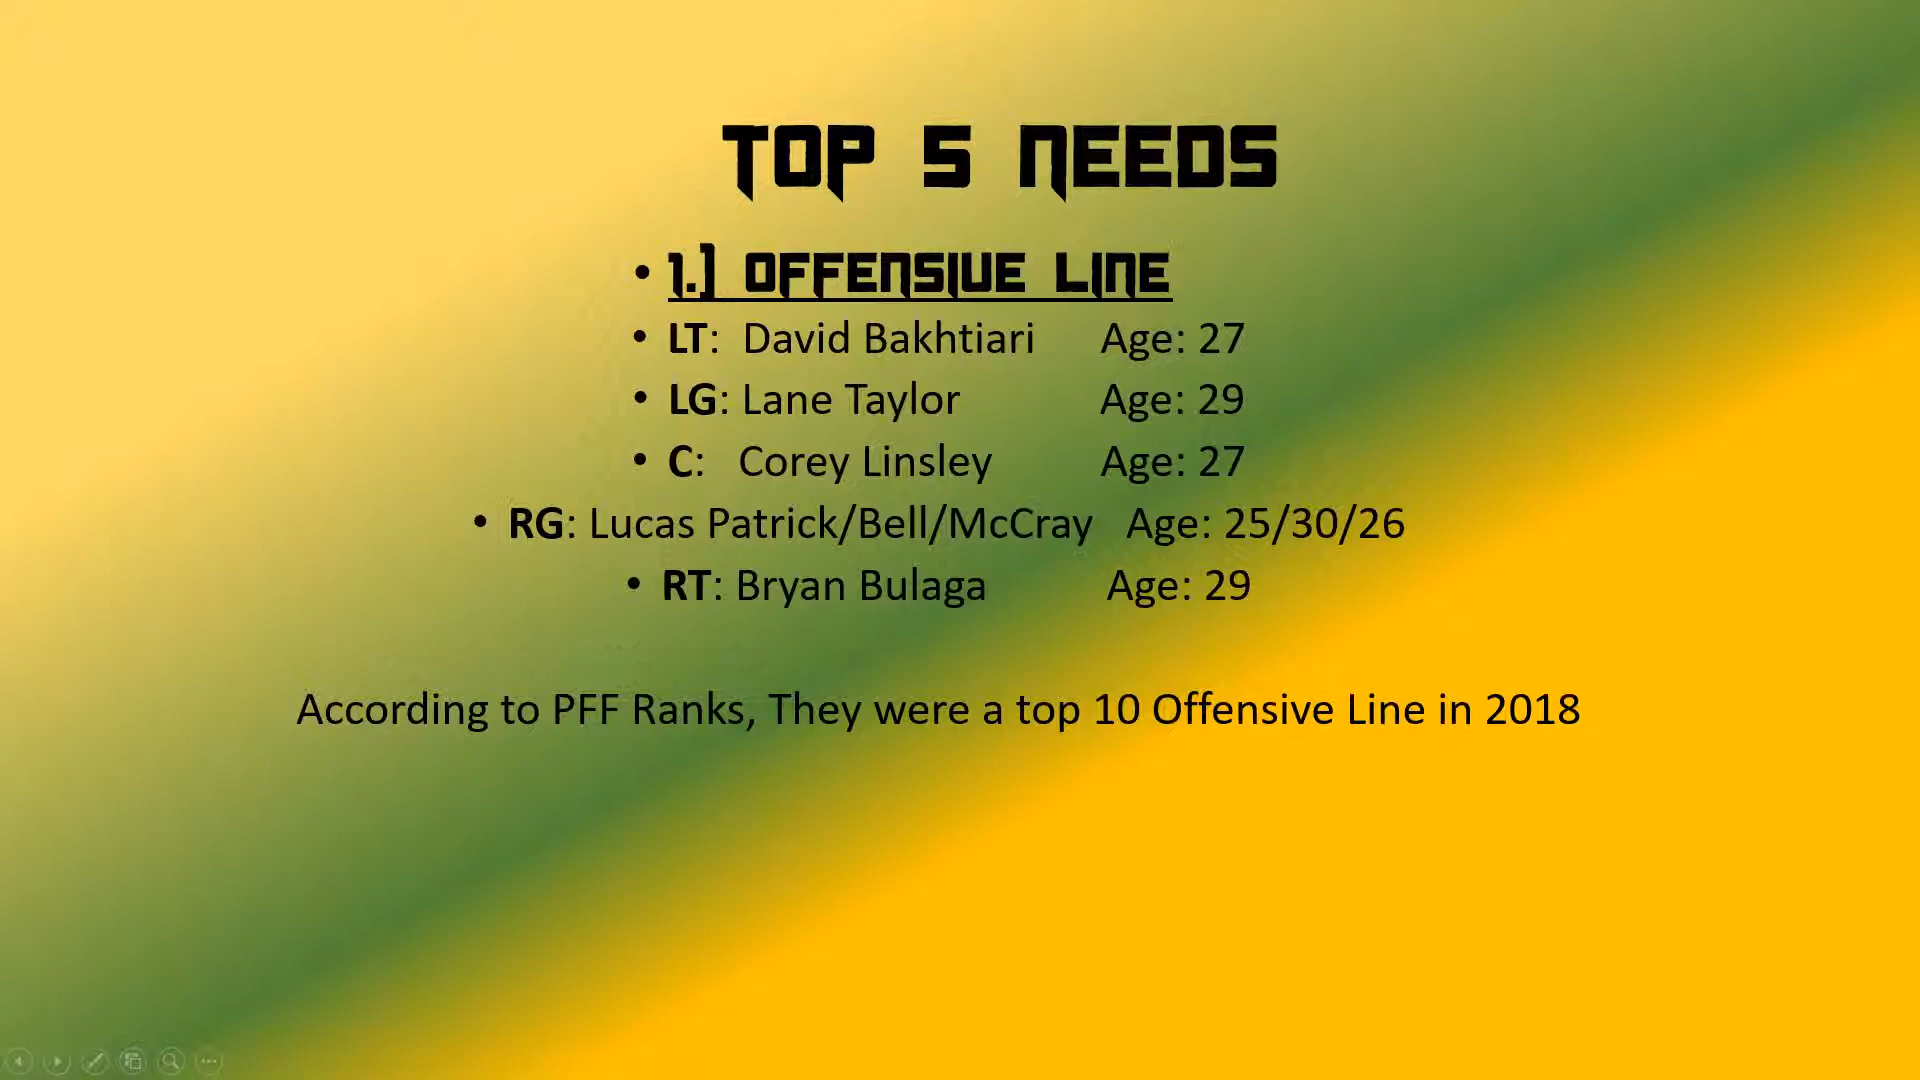 TOP 5 NEEDS
• 1.) OFFENSIVE LINE
• LT: David Bakhtiari Age: 27
• LG: Lane Taylor Age: 29
• C: Corey Linsley Age: 27
• RG: Lucas Patrick/Bell/McCray Age: 25/30/26
• RT: Bryan Bulaga Age: 29
According to PFF Ranks, They were a top 10 Offensive Line in 2018